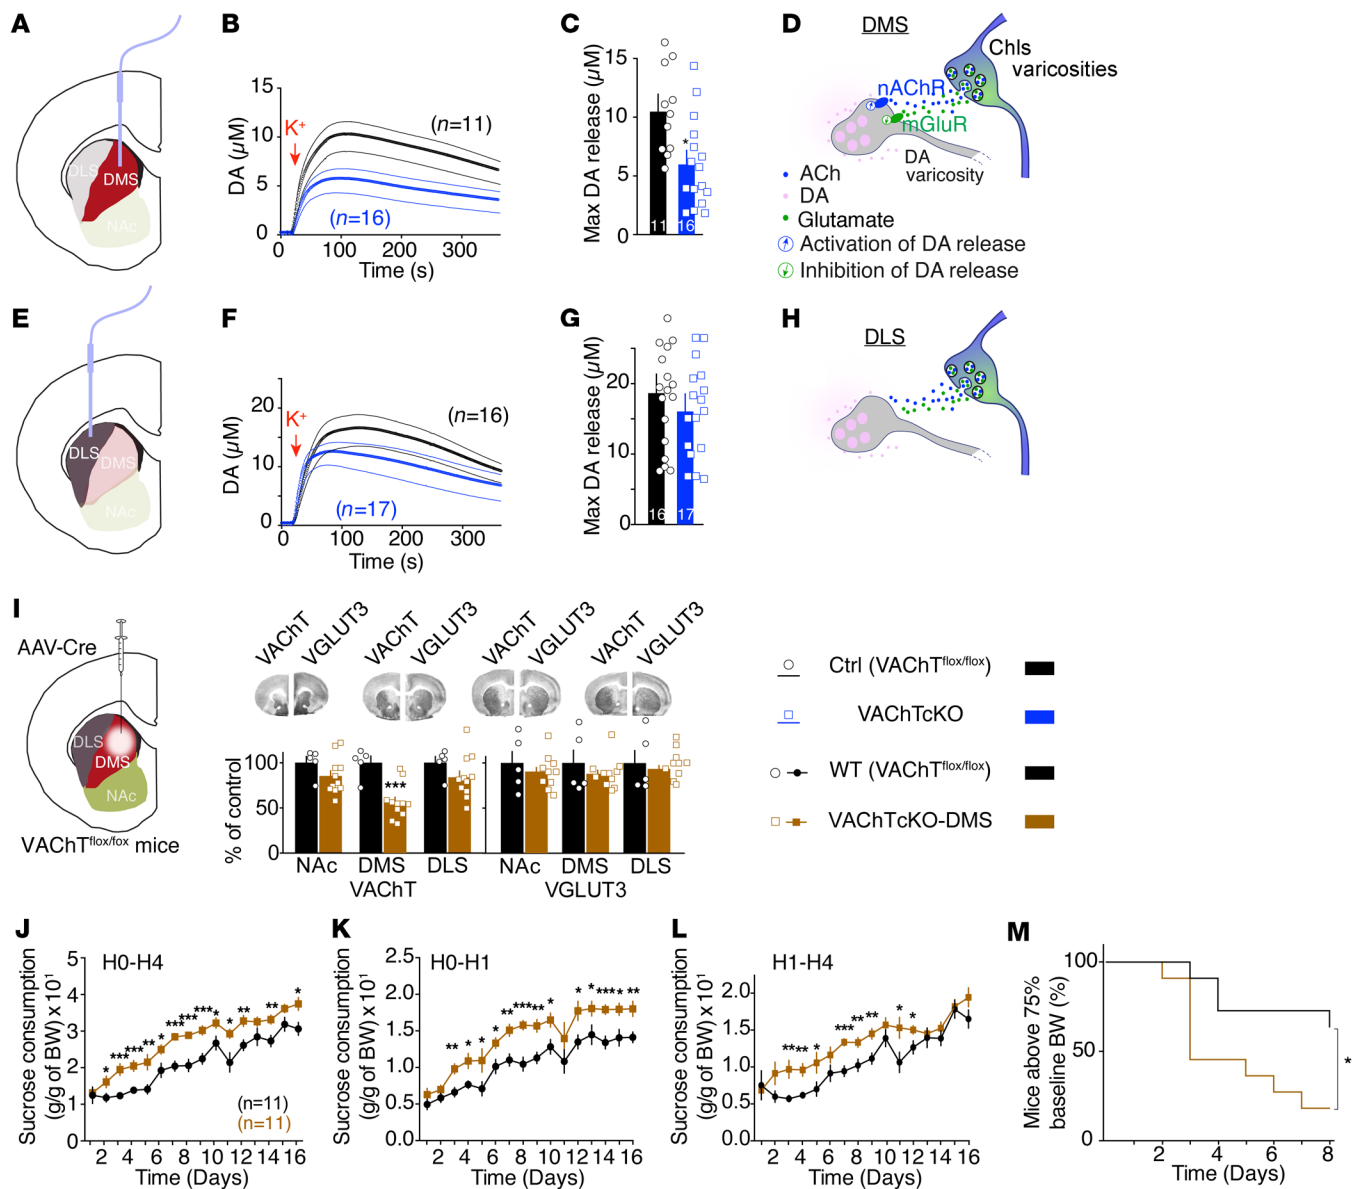 A
DLS
DMS
NAc
B
15
10
5
0
DA (µM)
K+
(n=11)
(n=16)
0
100
200
300
Time (s)
C
15
10
5
0
Max DA release (µM)
*
11
16
D
DMS
ChIs
varicosities
nAChR
mGluR
DA
varicosity
ACh
DA
Glutamate
Activation of DA release
Inhibition of DA release
E
DLS
DMS
NAc
F
20
10
0
DA (µM)
K+
(n=16)
(n=17)
0
100
200
300
Time (s)
G
20
10
0
Max DA release (µM)
16
17
H
DLS
I
AAV-Cre
DLS
DMS
NAc
VAChTflox/fox mice
VAChT
VGLUT3
VAChT
VGLUT3
VAChT
VGLUT3
VAChT
VGLUT3
100
50
0
% of control
***
NAc
DMS
DLS
NAc
DMS
DLS
VAChT
VGLUT3
Ctrl (VAChTflox/flox)
VAChTcKO
WT (VAChTflox/flox)
VAChTcKO-DMS
J
H0-H4
Sucrose consumption
(g/g of BW) x 10¹
5
4
3
2
1
* *** *** ** * *** *** *** * * ** ** *
(n=11)
(n=11)
2 4 6 8 10 12 14 16
Time (Days)
K
H0-H1
Sucrose consumption
(g/g of BW) x 10¹
2.5
2.0
1.5
1.0
0.5
0.0
** * * * ** *** ** * * * *** * **
2 4 6 8 10 12 14 16
Time (Days)
L
H1-H4
Sucrose consumption
(g/g of BW) x 10¹
2.0
1.5
1.0
0.5
0.0
** ** * * *** ** ** * *
2 4 6 8 10 12 14 16
Time (Days)
M
Mice above 75%
baseline BW (%)
100
50
0
*
2 4 6 8
Time (Days)